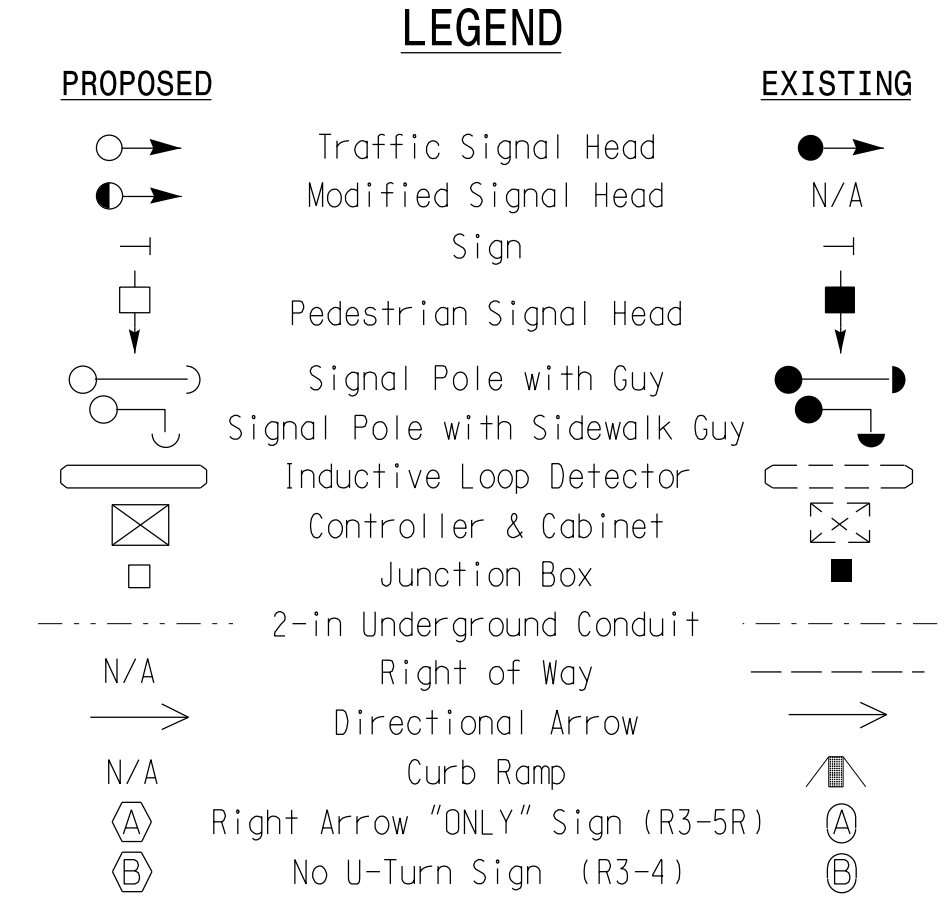 LEGEND
PROPOSED EXISTING
Traffic Signal Head
Modified Signal Head N/A
Sign
Pedestrian Signal Head
Signal Pole with Guy
Signal Pole with Sidewalk Guy
Inductive Loop Detector
Controller & Cabinet
Junction Box
2-in Underground Conduit
N/A Right of Way
Directional Arrow
N/A Curb Ramp
A Right Arrow "ONLY" Sign (R3-5R) A
B No U-Turn Sign (R3-4) B